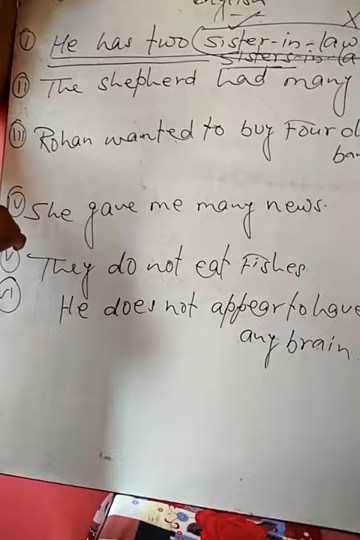 English
(i) He has two (sister-in-law
sisters-in-la
(ii) The shepherd had many
(iii) Rohan wanted to buy Four d
ba
(iv) She gave me many news.
(v) They do not eat Fishes.
(vi) He does not appear to have
any brain